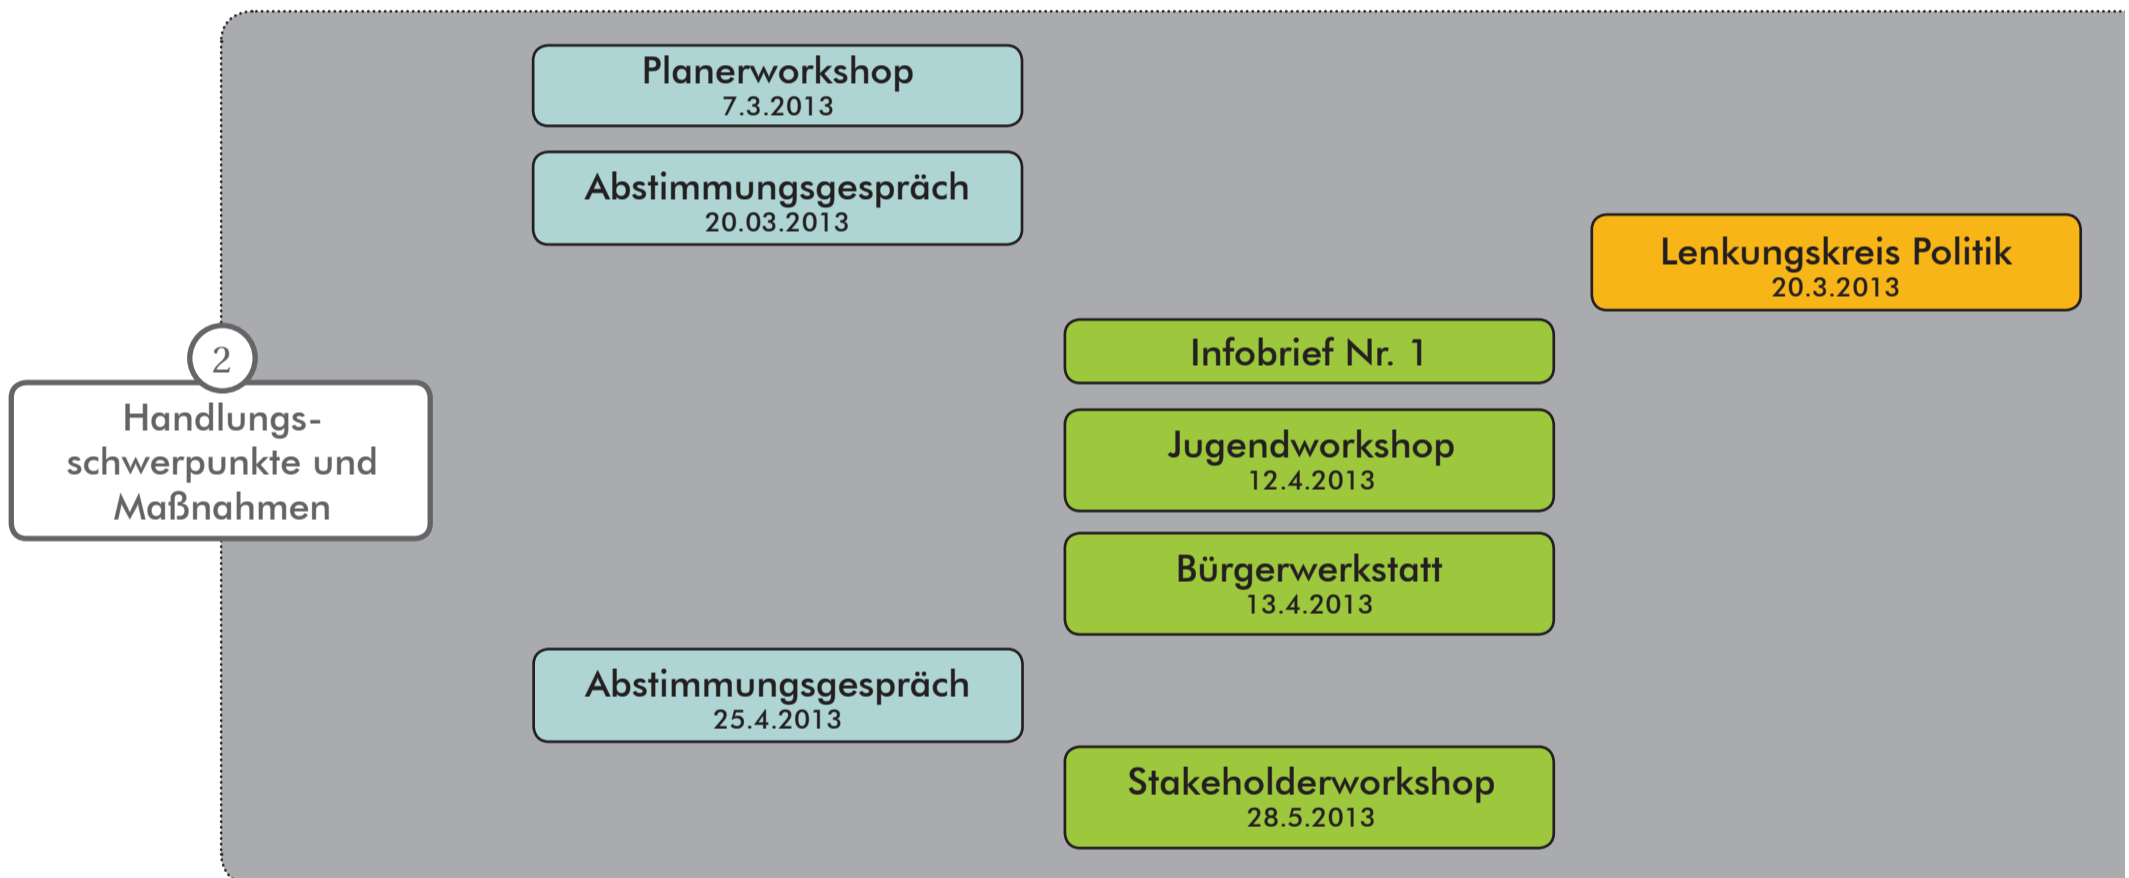 Planerworkshop
7.3.2013
Abstimmungsgespräch
20.03.2013
Lenkungskreis Politik
20.3.2013
Infobrief Nr. 1
2
Handlungs-
schwerpunkte und
Maßnahmen
Jugendworkshop
12.4.2013
Bürgerwerkstatt
13.4.2013
Abstimmungsgespräch
25.4.2013
Stakeholderworkshop
28.5.2013